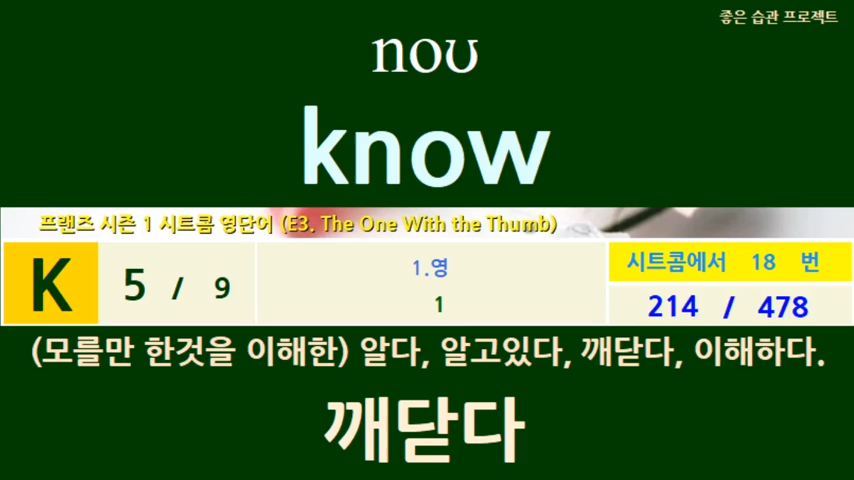 좋은 습관 프로젝트
noʊ
know
프랜즈 시즌 1 시트콤 영단어 (E3. The One With the Thumb)
K 5 / 9
1.영
1
시트콤에서 18 번
214 / 478
(모를만 한것을 이해한) 알다, 알고있다, 깨닫다, 이해하다.
깨닫다